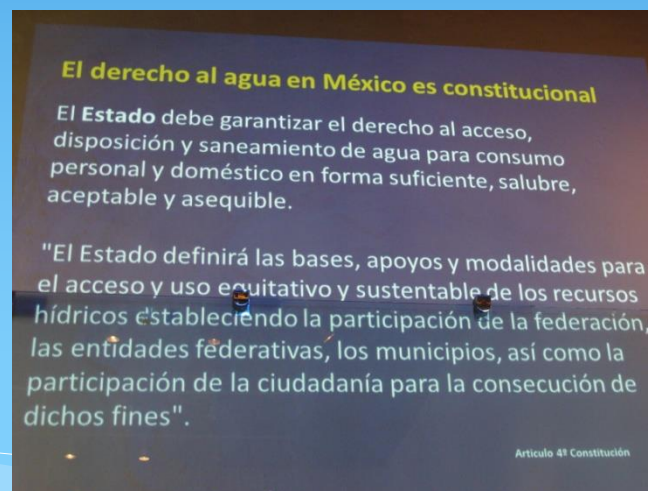 El derecho al agua en México es constitucional
El Estado debe garantizar el derecho al acceso,
disposición y saneamiento de agua para consumo
personal y doméstico en forma suficiente, salubre,
aceptable y asequible.
"El Estado definirá las bases, apoyos y modalidades para
el acceso y uso equitativo y sustentable de los recursos
hídricos estableciendo la participación de la federación,
las entidades federativas, los municipios, así como la
participación de la ciudadanía para la consecución de
dichos fines".
Articulo 4º Constitución